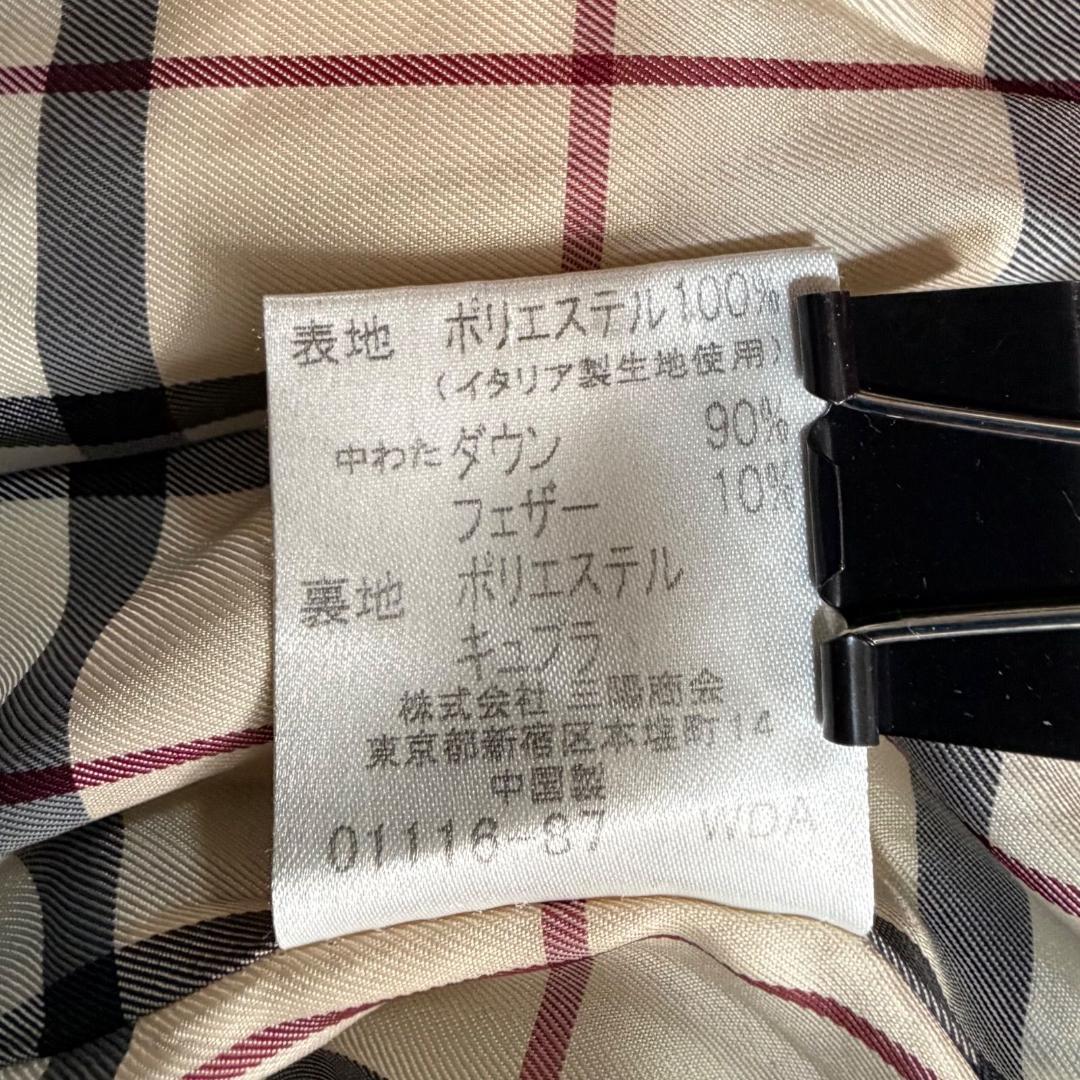 表地 ポリエステル100%
(イタリア製生地使用)
中わた ダウン 90%
フェザー 10%
裏地 ポリエステル
キュプラ
株式会社 三陽商会
東京都新宿区本塩町14
中国製
01116-87